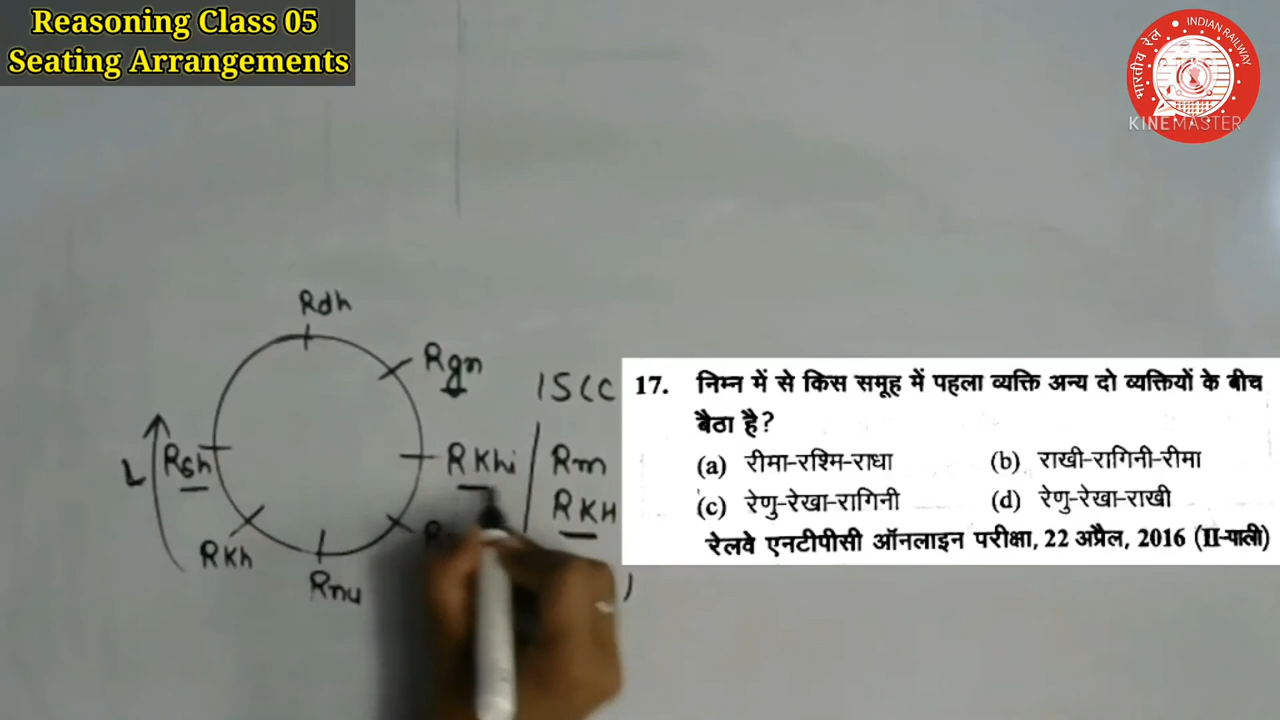 Reasoning Class 05
Seating Arrangements
भारतीय रेल
INDIAN RAILWAY
KINEMASTER
Rdh
Rgn
ISCC
RKhi
Rm
RKH
Rsh
L
RKh
Rnu
17. निम्न में से किस समूह में पहला व्यक्ति अन्य दो व्यक्तियों के बीच
बैठा है?
(a) रीमा-रश्मि-राधा (b) राखी-रागिनी-रीमा
(c) रेणु-रेखा-रागिनी (d) रेणु-रेखा-राखी
रेलवे एनटीपीसी ऑनलाइन परीक्षा, 22 अप्रैल, 2016 (II-पाली)